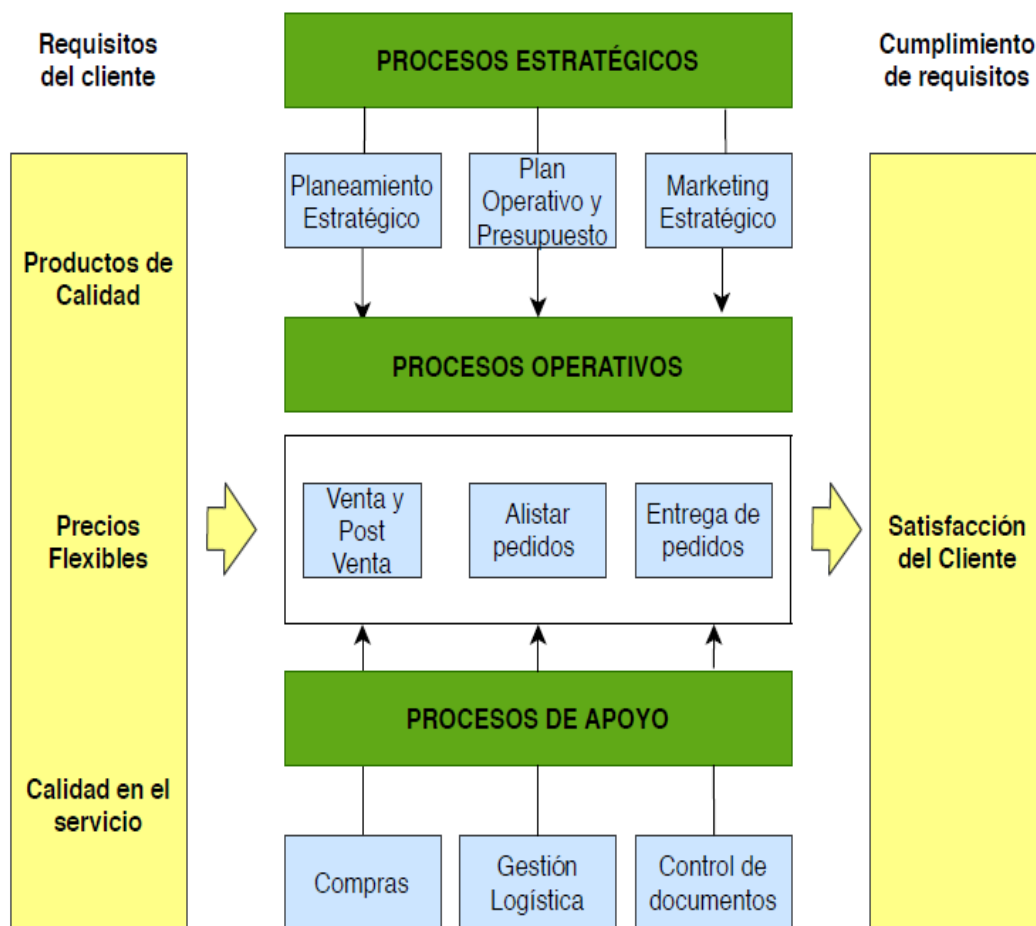 Requisitos
del cliente
PROCESOS ESTRATÉGICOS
Cumplimiento
de requisitos
Planeamiento
Estratégico
Plan
Operativo y
Presupuesto
Marketing
Estratégico
Productos de
Calidad
PROCESOS OPERATIVOS
Precios
Flexibles
Venta y
Post
Venta
Alistar
pedidos
Entrega de
pedidos
Satisfacción
del Cliente
PROCESOS DE APOYO
Calidad en el
servicio
Compras
Gestión
Logística
Control de
documentos